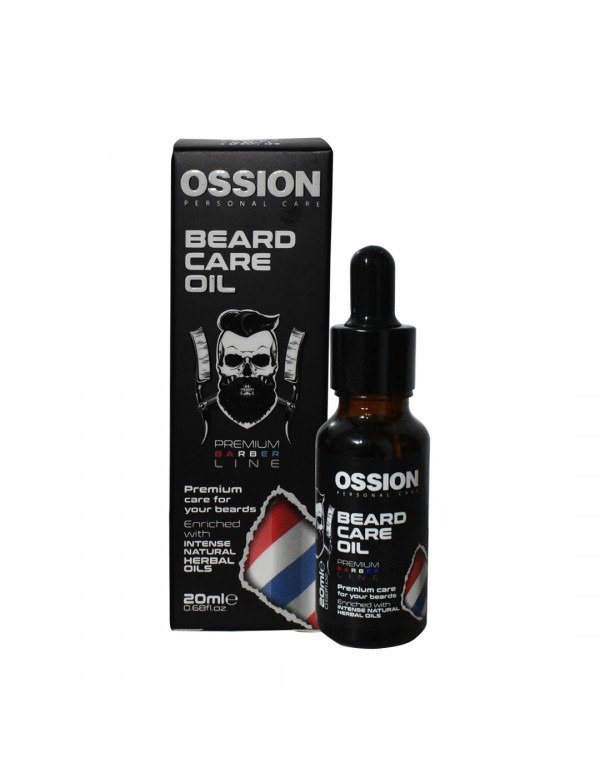 OSSION
PERSONAL CARE
BEARD
CARE
OIL
PREMIUM
BARBER
LINE
Premium
care for
your beards
Enriched
with
INTENSE
NATURAL
HERBAL
OILS
20ml℮
0.68fl.oz.
OSSION
PERSONAL CARE
BEARD
CARE
OIL
PREMIUM
BARBER
LINE
20ml℮
Premium care
for your beards
Enriched with
INTENSE NATURAL
HERBAL OILS